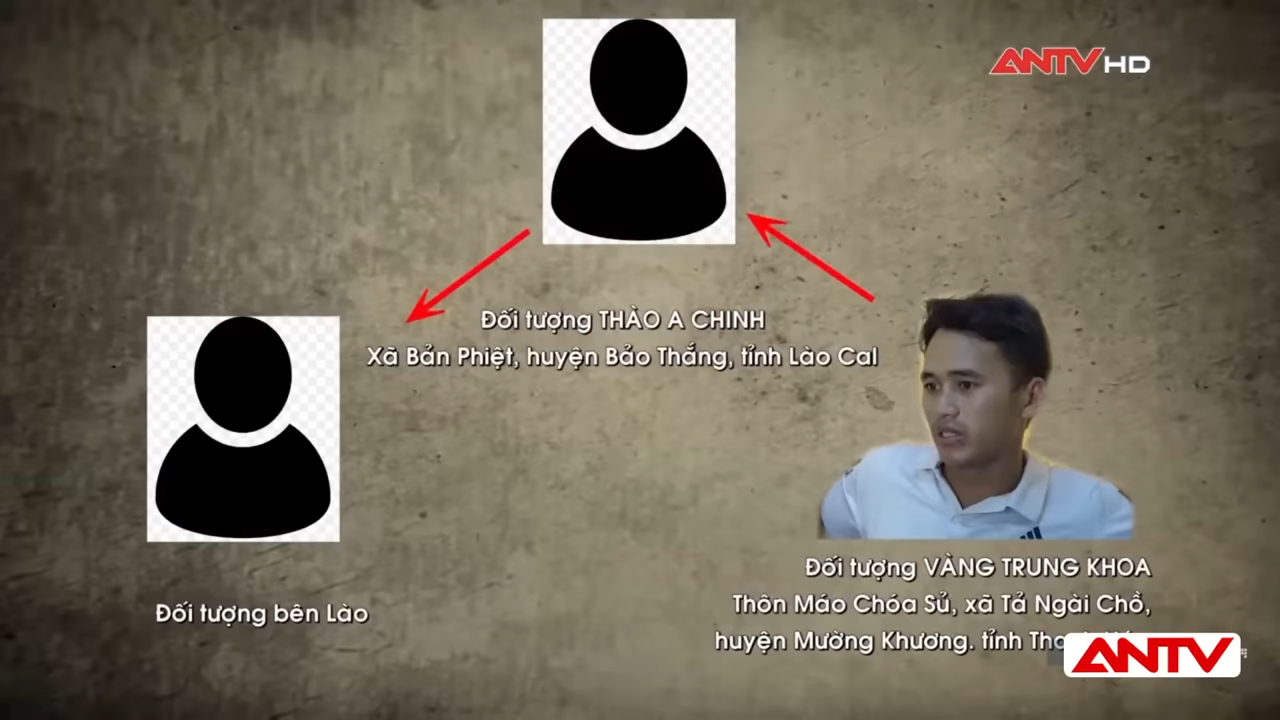 ANTV HD
Đối tượng THÀO A CHINH
Xã Bản Phiệt, huyện Bảo Thắng, tỉnh Lào Cal
Đối tượng VÀNG TRUNG KHOA
Thôn Máo Chóa Sủ, xã Tả Ngài Chồ,
huyện Mường Khương. tỉnh
Đối tượng bên Lào
ANTV